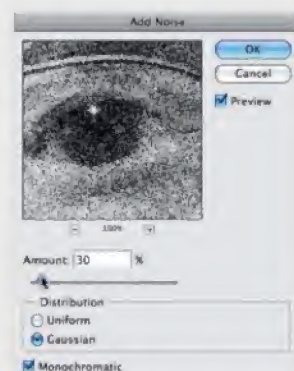 Add Noise
OK
Cancel
Preview
100%
Amount: 30 %
Distribution
Uniform
Gaussian
Monochromatic